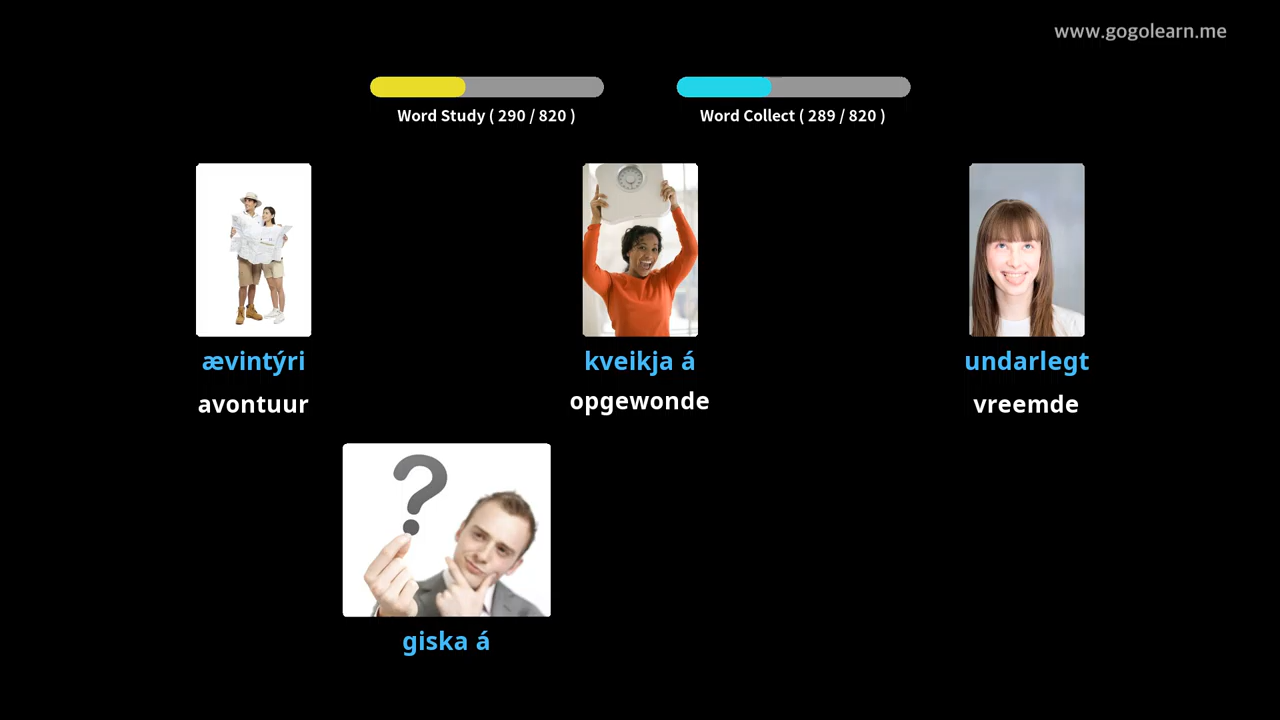 www.gogolearn.me
Word Study ( 290 / 820 )
Word Collect ( 289 / 820 )
ævintýri
kveikja á
undarlegt
avontuur
opgewonde
vreemde
giska á